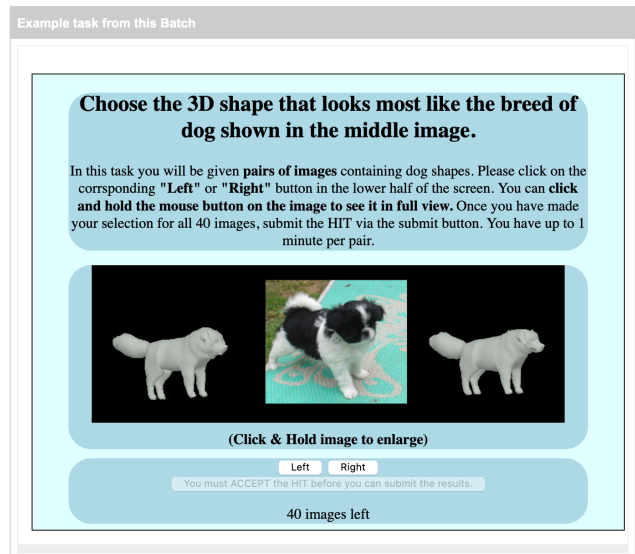 Example task from this Batch
Choose the 3D shape that looks most like the breed of
dog shown in the middle image.
In this task you will be given pairs of images containing dog shapes. Please click on the
corrsponding "Left" or "Right" button in the lower half of the screen. You can click
and hold the mouse button on the image to see it in full view. Once you have made
your selection for all 40 images, submit the HIT via the submit button. You have up to 1
minute per pair.
(Click & Hold image to enlarge)
Left Right
You must ACCEPT the HIT before you can submit the results.
40 images left